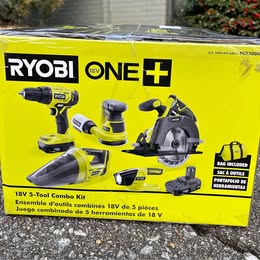 RYOBI 18V ONE+
BAG INCLUDED
SAC À OUTILS
PORTAFOLIO DE
HERRAMIENTAS
18V 5-Tool Combo Kit
Ensemble d'outils combinés 18V de 5 pièces
Juego combinado de 5 herramientas de 18 V